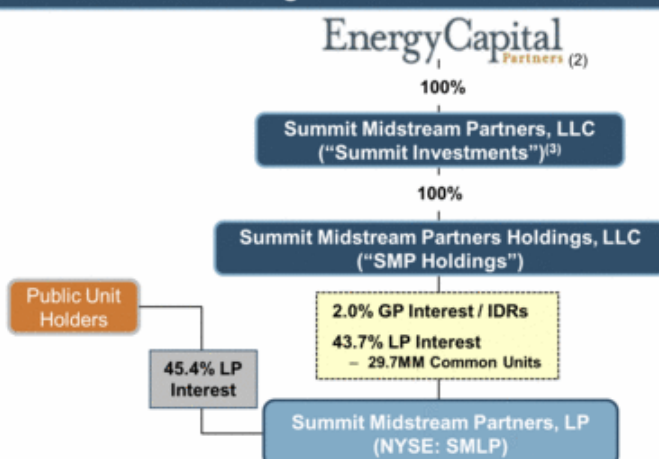 EnergyCapital
Partners (2)
100%
Summit Midstream Partners, LLC
(“Summit Investments”)(3)
100%
Summit Midstream Partners Holdings, LLC
(“SMP Holdings”)
Public Unit
Holders
2.0% GP Interest / IDRs
43.7% LP Interest
– 29.7MM Common Units
45.4% LP
Interest
Summit Midstream Partners, LP
(NYSE: SMLP)